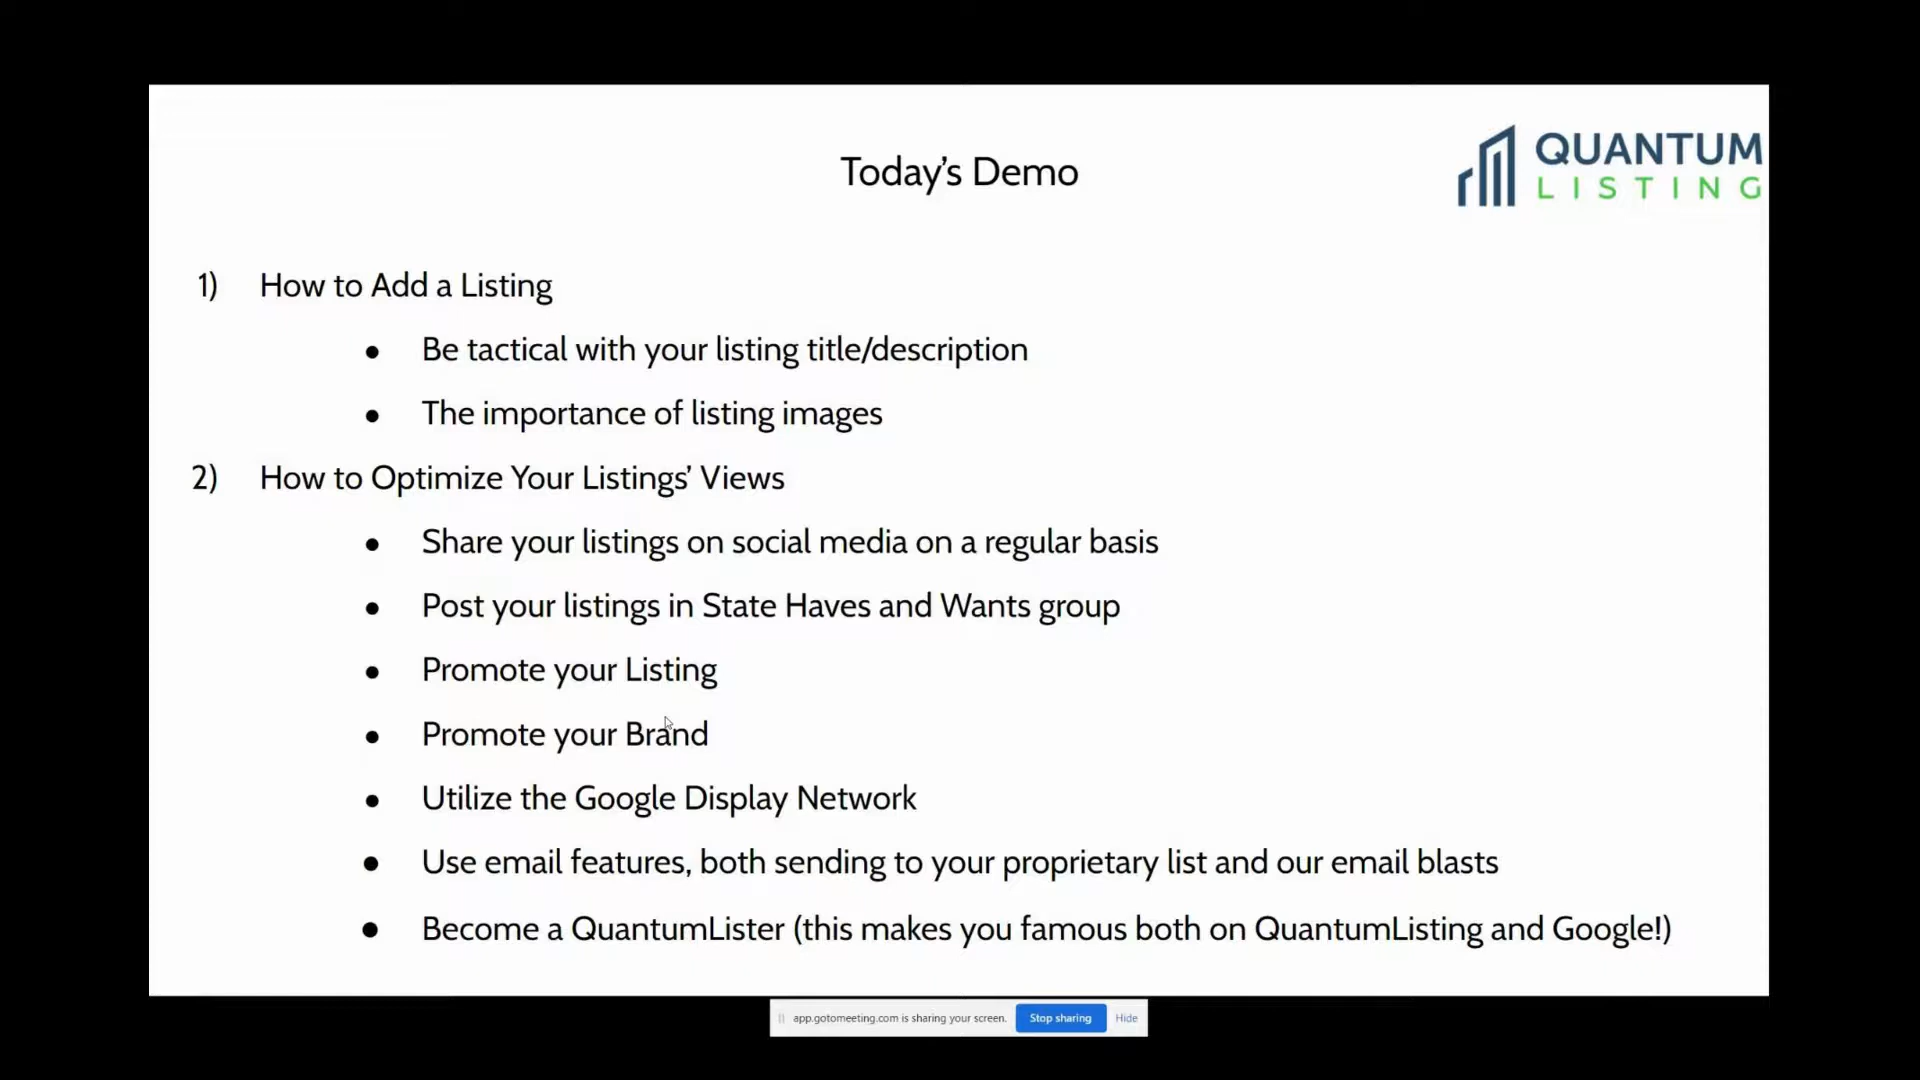 Today's Demo
QUANTUM
LISTING
1) How to Add a Listing
● Be tactical with your listing title/description
● The importance of listing images
2) How to Optimize Your Listings' Views
● Share your listings on social media on a regular basis
● Post your listings in State Haves and Wants group
● Promote your Listing
● Promote your Brand
● Utilize the Google Display Network
● Use email features, both sending to your proprietary list and our email blasts
● Become a QuantumLister (this makes you famous both on QuantumListing and Google!)
app.gotomeeting.com is sharing your screen. Stop sharing Hide